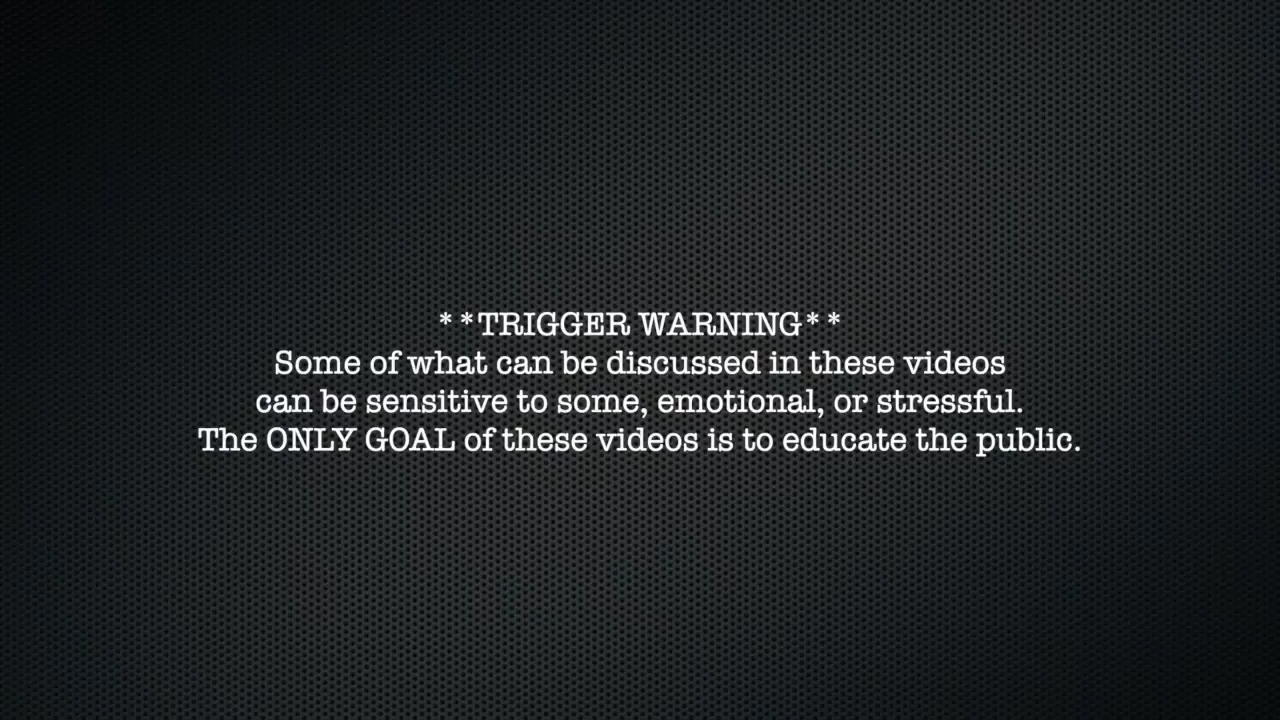 **TRIGGER WARNING**
Some of what can be discussed in these videos
can be sensitive to some, emotional, or stressful.
The ONLY GOAL of these videos is to educate the public.